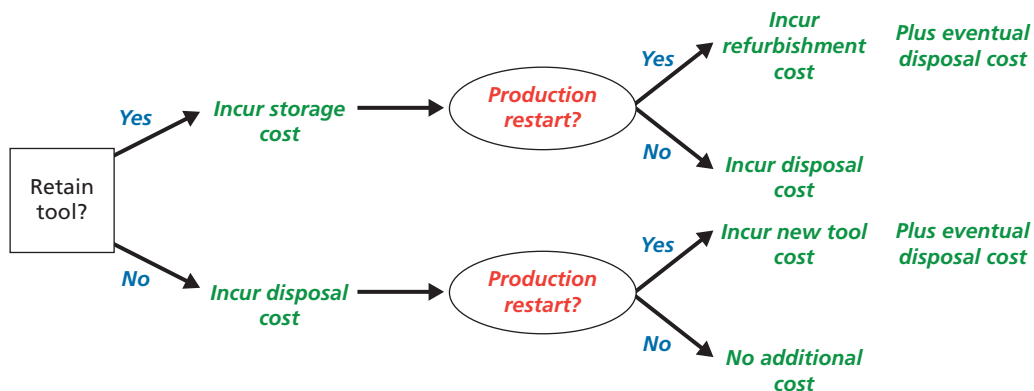 Retain
tool?
Yes
Incur storage
cost
Production
restart?
Yes
Incur
refurbishment
cost
Plus eventual
disposal cost
No
Incur disposal
cost
No
Incur disposal
cost
Production
restart?
Yes
Incur new tool
cost
Plus eventual
disposal cost
No
No additional
cost